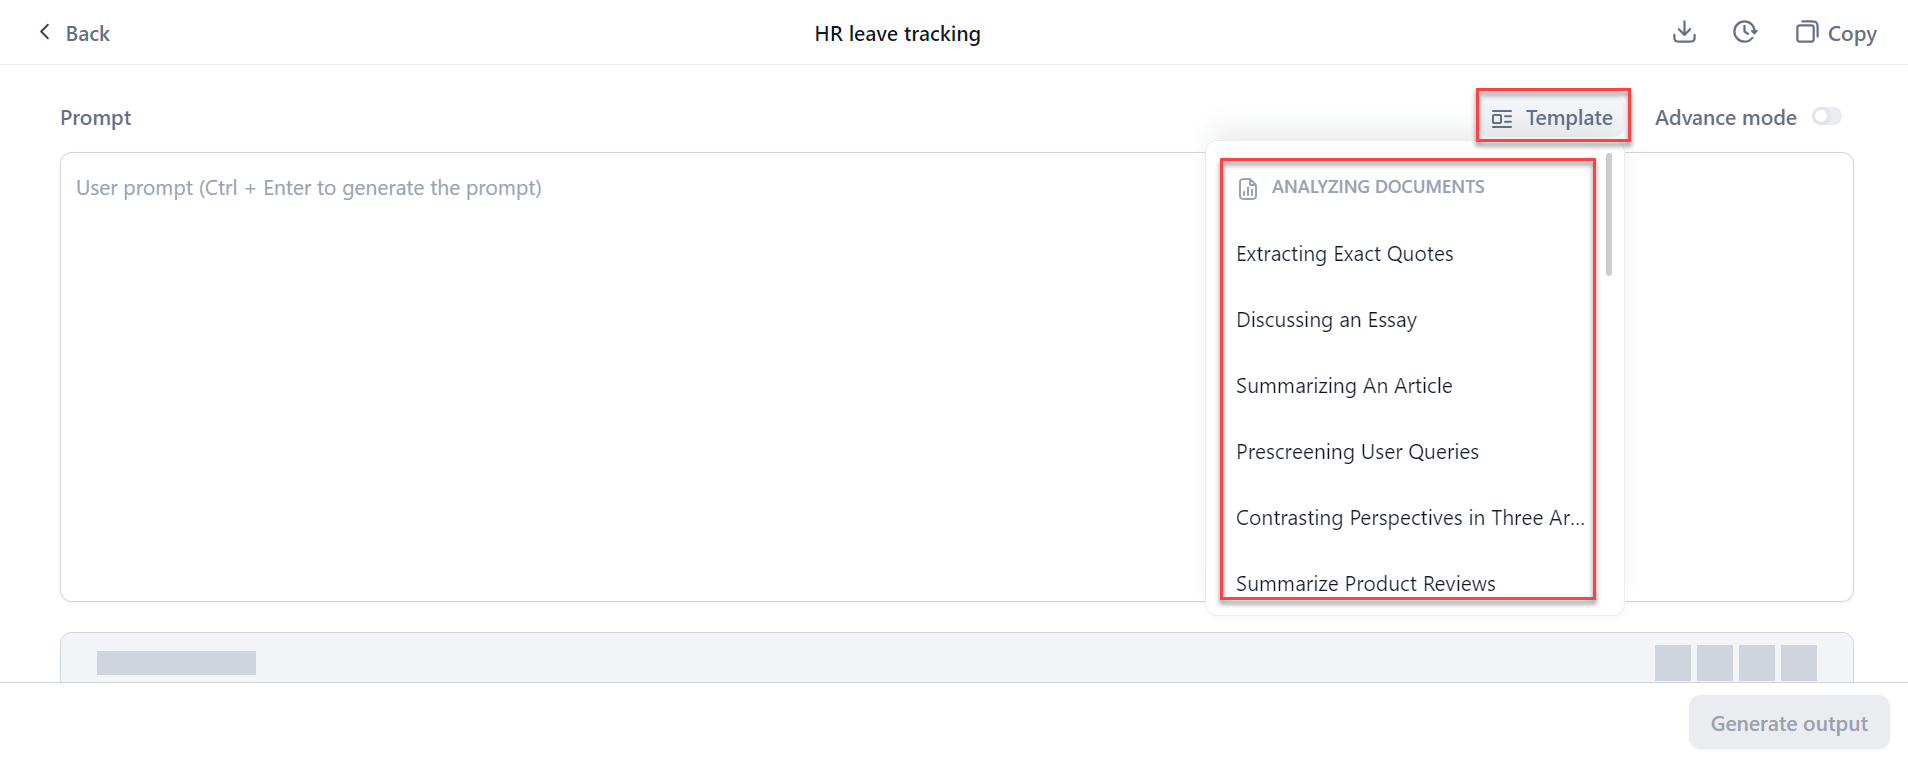 Back
HR leave tracking
Copy
Prompt
Template
Advance mode
User prompt (Ctrl + Enter to generate the prompt)
ANALYZING DOCUMENTS
Extracting Exact Quotes
Discussing an Essay
Summarizing An Article
Prescreening User Queries
Contrasting Perspectives in Three Ar...
Summarize Product Reviews
Generate output